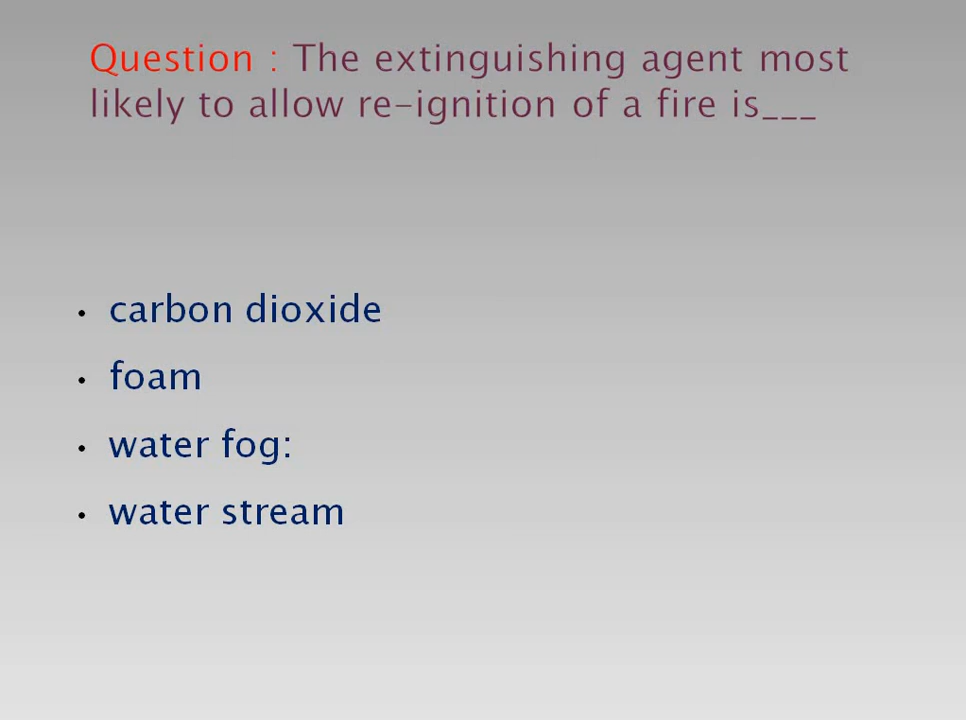 Question : The extinguishing agent most
likely to allow re-ignition of a fire is___
• carbon dioxide
• foam
• water fog:
• water stream